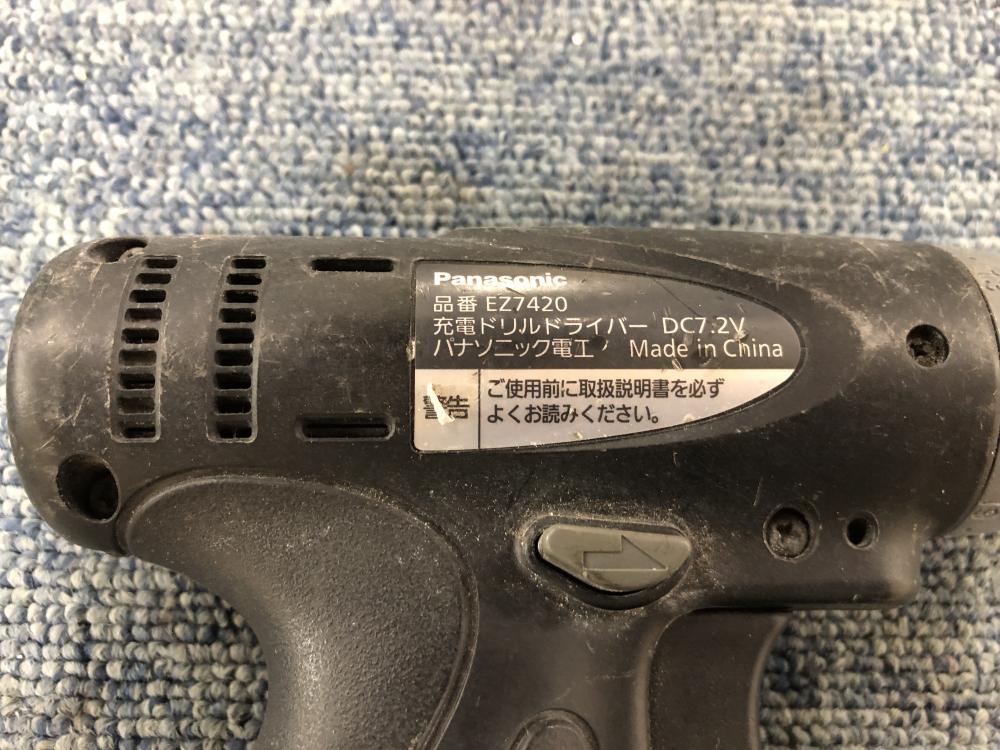 Panasonic
品番 EZ7420
充電ドリルドライバー DC7.2V
パナソニック電工 Made in China
警告
ご使用前に取扱説明書を必ず
よくお読みください。